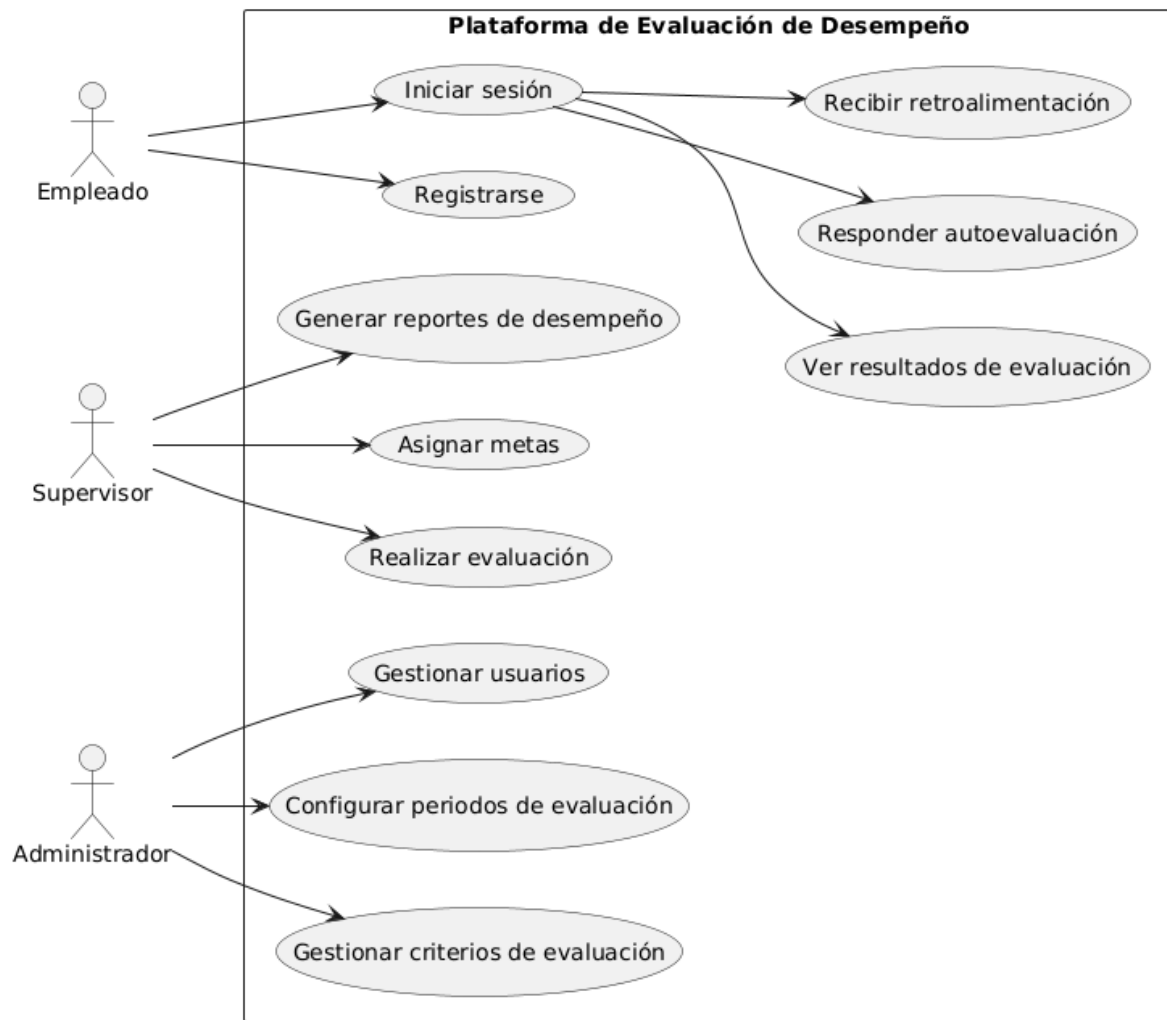 Plataforma de Evaluación de Desempeño
Iniciar sesión
Recibir retroalimentación
Empleado
Registrarse
Responder autoevaluación
Generar reportes de desempeño
Ver resultados de evaluación
Asignar metas
Supervisor
Realizar evaluación
Gestionar usuarios
Configurar periodos de evaluación
Administrador
Gestionar criterios de evaluación